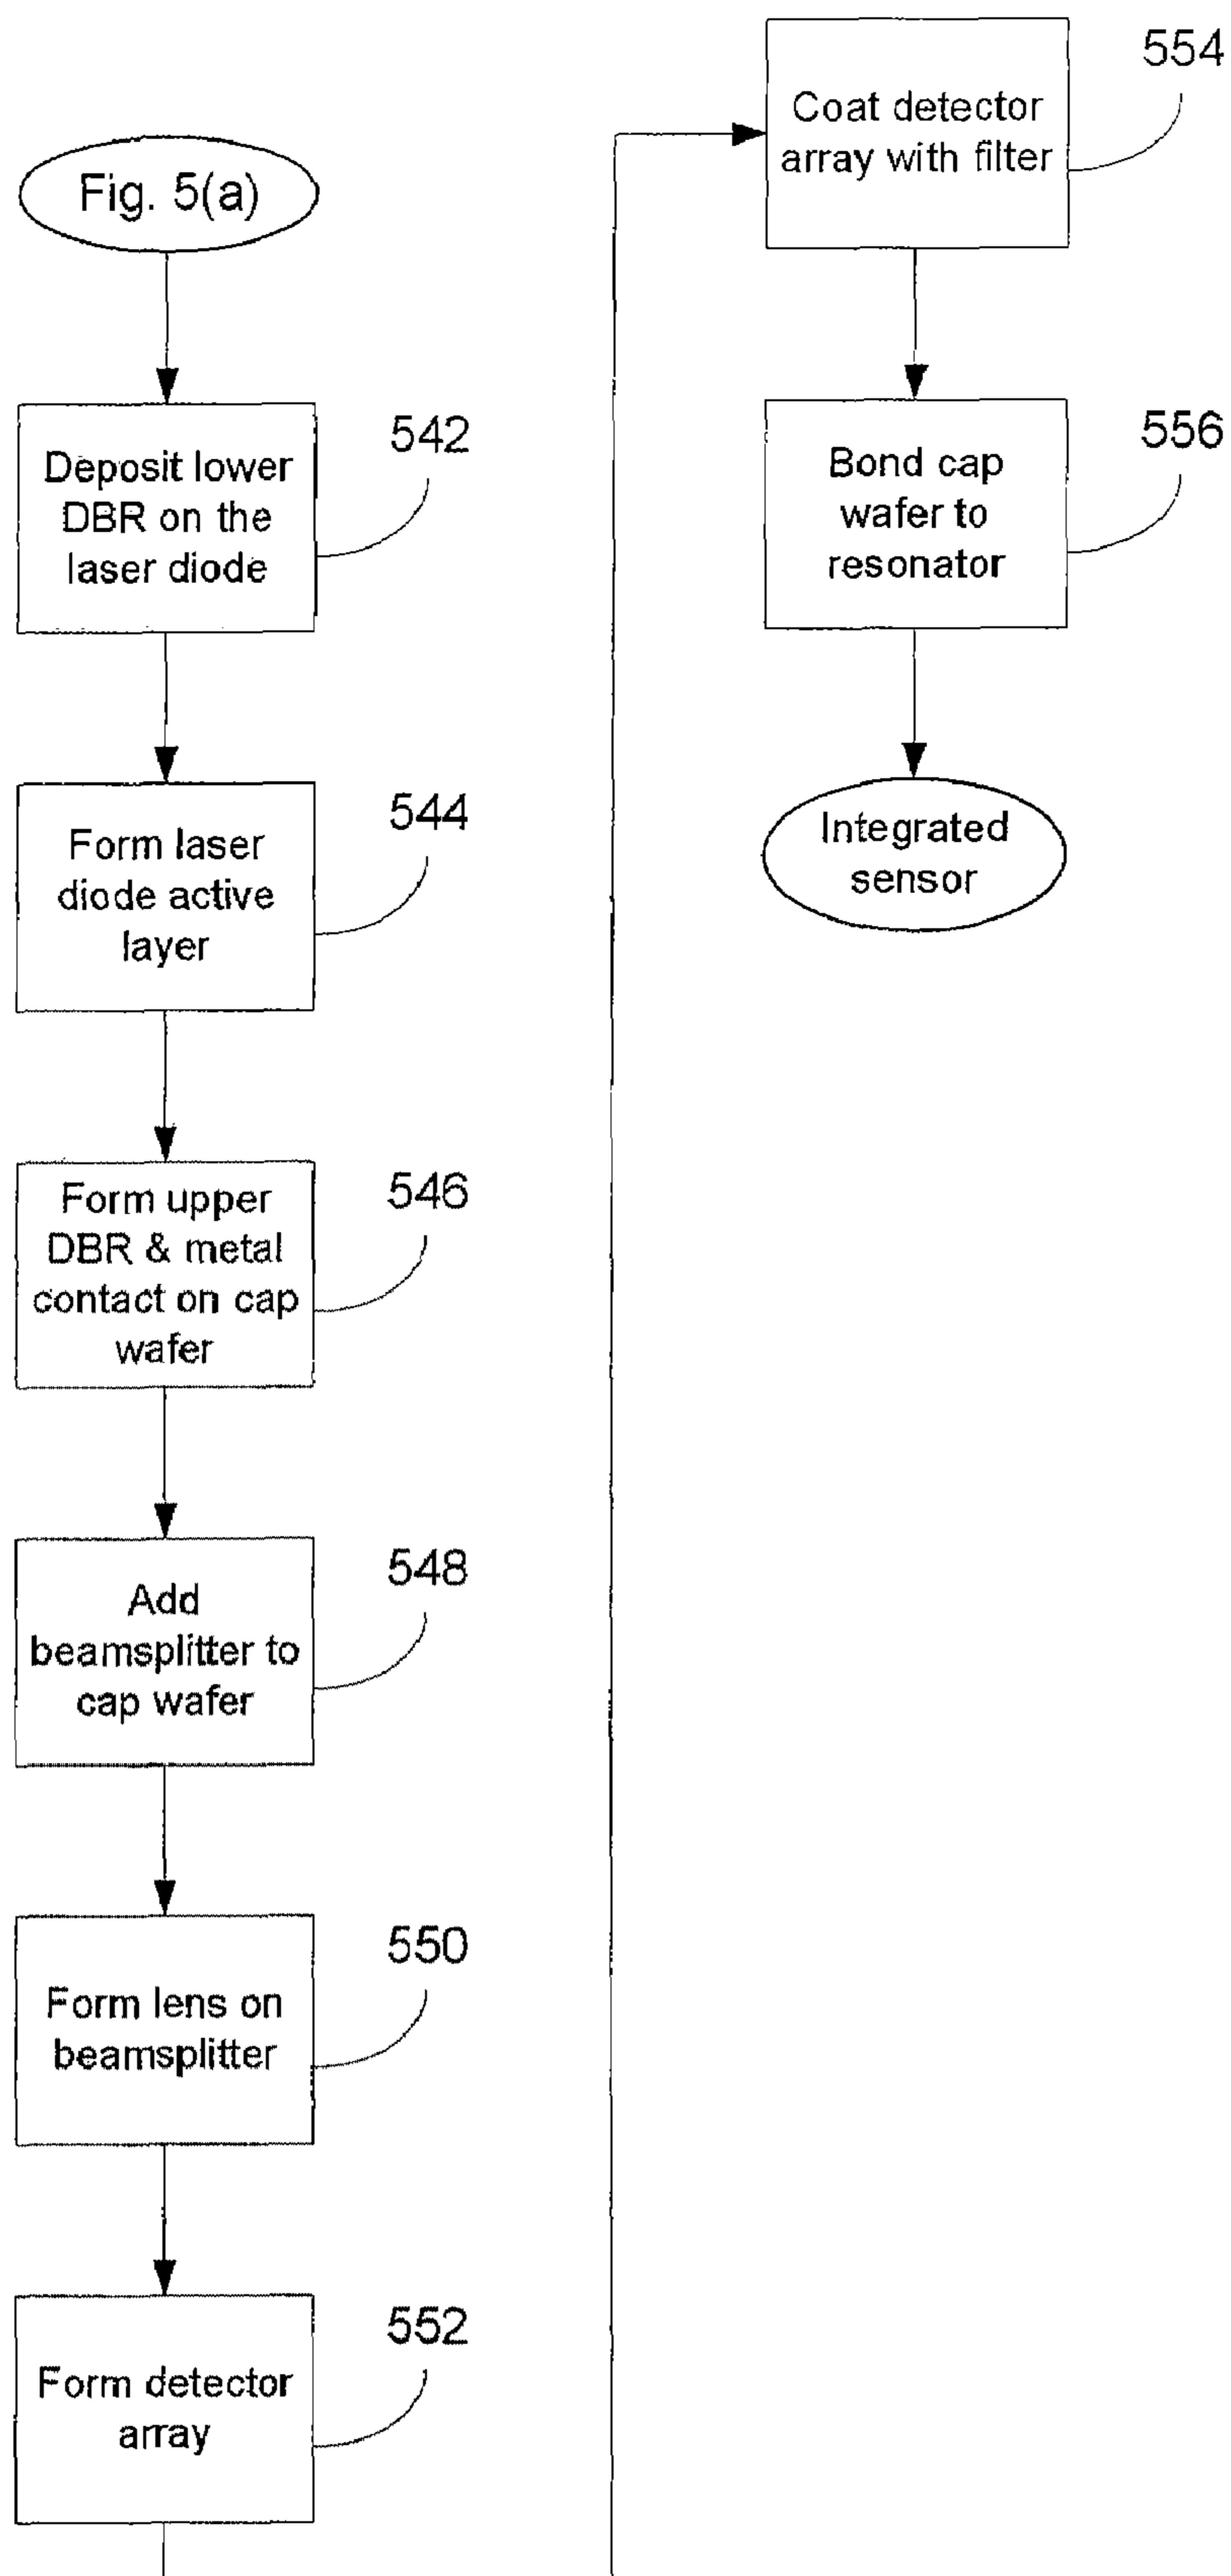 Fig. 5(a)
542
Deposit lower
DBR on the
laser diode
544
Form laser
diode active
layer
546
Form upper
DBR & metal
contact on cap
wafer
548
Add
beamsplitter to
cap wafer
550
Form lens on
beamsplitter
552
Form detector
array
554
Coat detector
array with filter
556
Bond cap
wafer to
resonator
Integrated
sensor